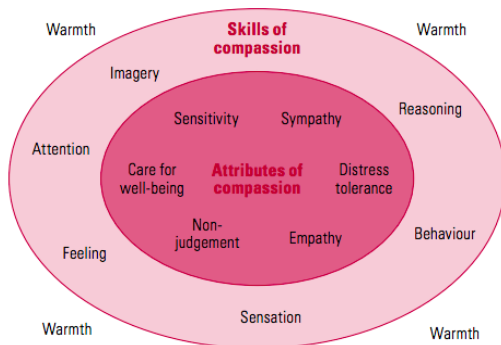 Warmth
Skills of
compassion
Warmth
Imagery
Reasoning
Sensitivity
Sympathy
Attention
Care for
well-being
Attributes of
compassion
Distress
tolerance
Non-
judgement
Empathy
Behaviour
Feeling
Sensation
Warmth
Warmth